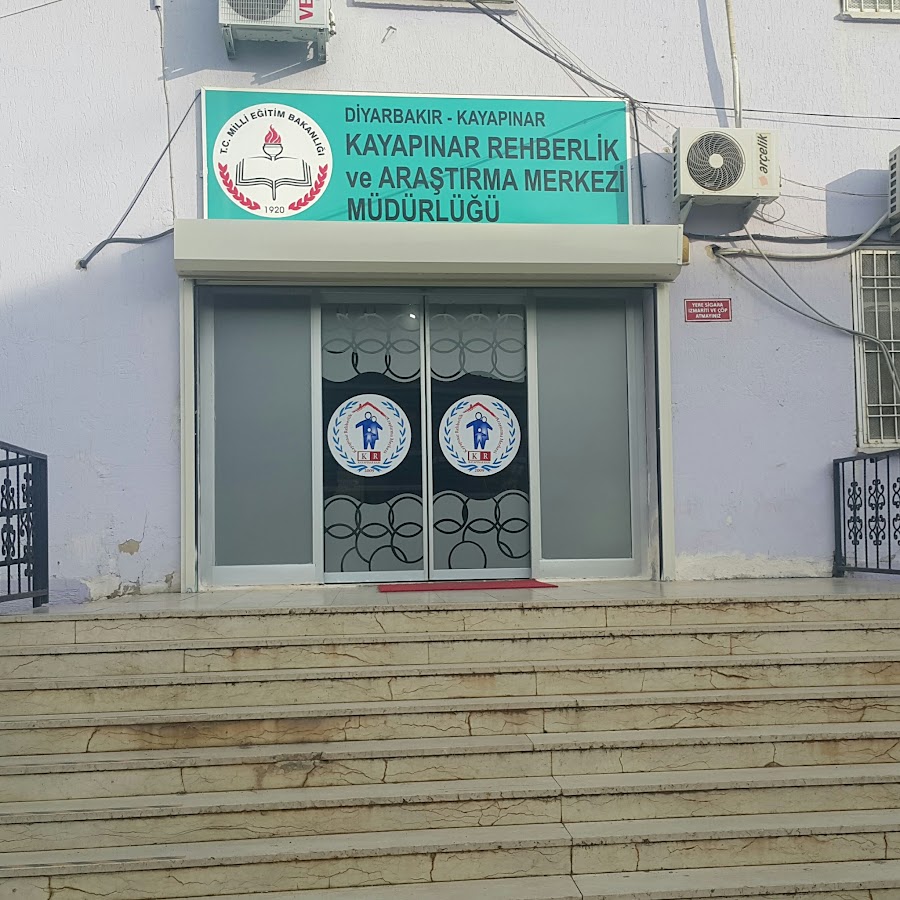 VE
T.C. MİLLİ EĞİTİM BAKANLIĞI
1920
DİYARBAKIR - KAYAPINAR
KAYAPINAR REHBERLİK
ve ARAŞTIRMA MERKEZİ
MÜDÜRLÜĞÜ
arçelik
YERE SİGARA
İZMARİTİ VE ÇÖP
ATMAYINIZ
K R
K R